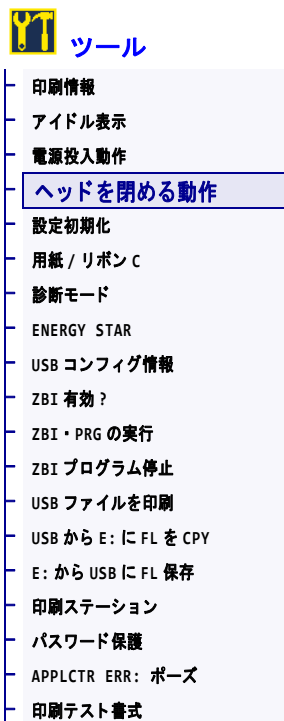 ツール
印刷情報
アイドル表示
電源投入動作
ヘッドを閉める動作
設定初期化
用紙 / リボン C
診断モード
ENERGY STAR
USB コンフィグ情報
ZBI 有効 ?
ZBI・PRG の実行
ZBI プログラム停止
USB ファイルを印刷
USB から E: に FL を CPY
E: から USB に FL 保存
印刷ステーション
パスワード保護
APPLCTR ERR: ポーズ
印刷テスト書式